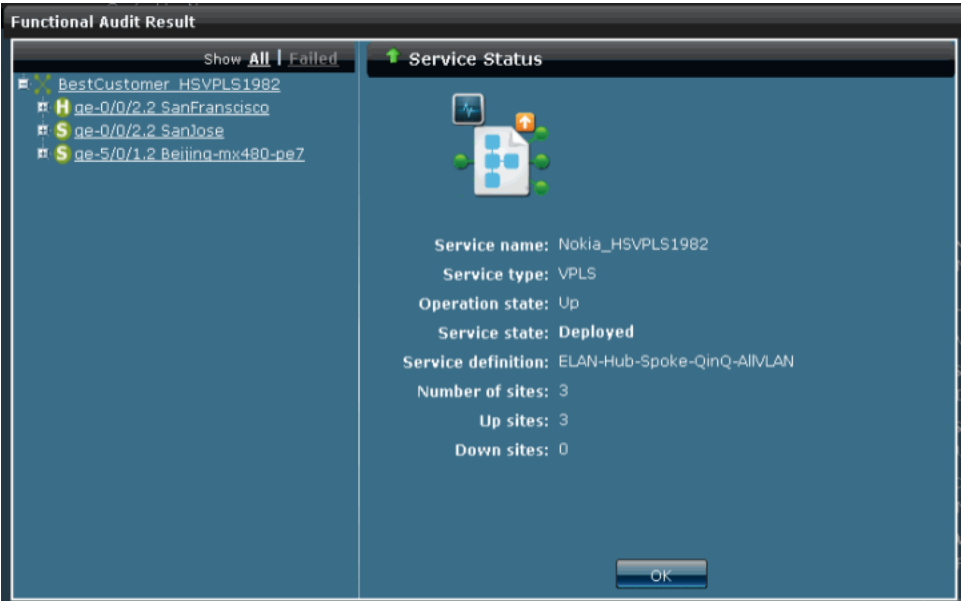 Functional Audit Result
Show All | Failed
BestCustomer_HSVPLS1982
H ge-0/0/2.2 SanFranscisco
S ge-0/0/2.2 SanJose
S ge-5/0/1.2 Beijing-mx480-pe7
Service Status
Service name: Nokia_HSVPLS1982
Service type: VPLS
Operation state: Up
Service state: Deployed
Service definition: ELAN-Hub-Spoke-QinQ-AllVLAN
Number of sites: 3
Up sites: 3
Down sites: 0
OK